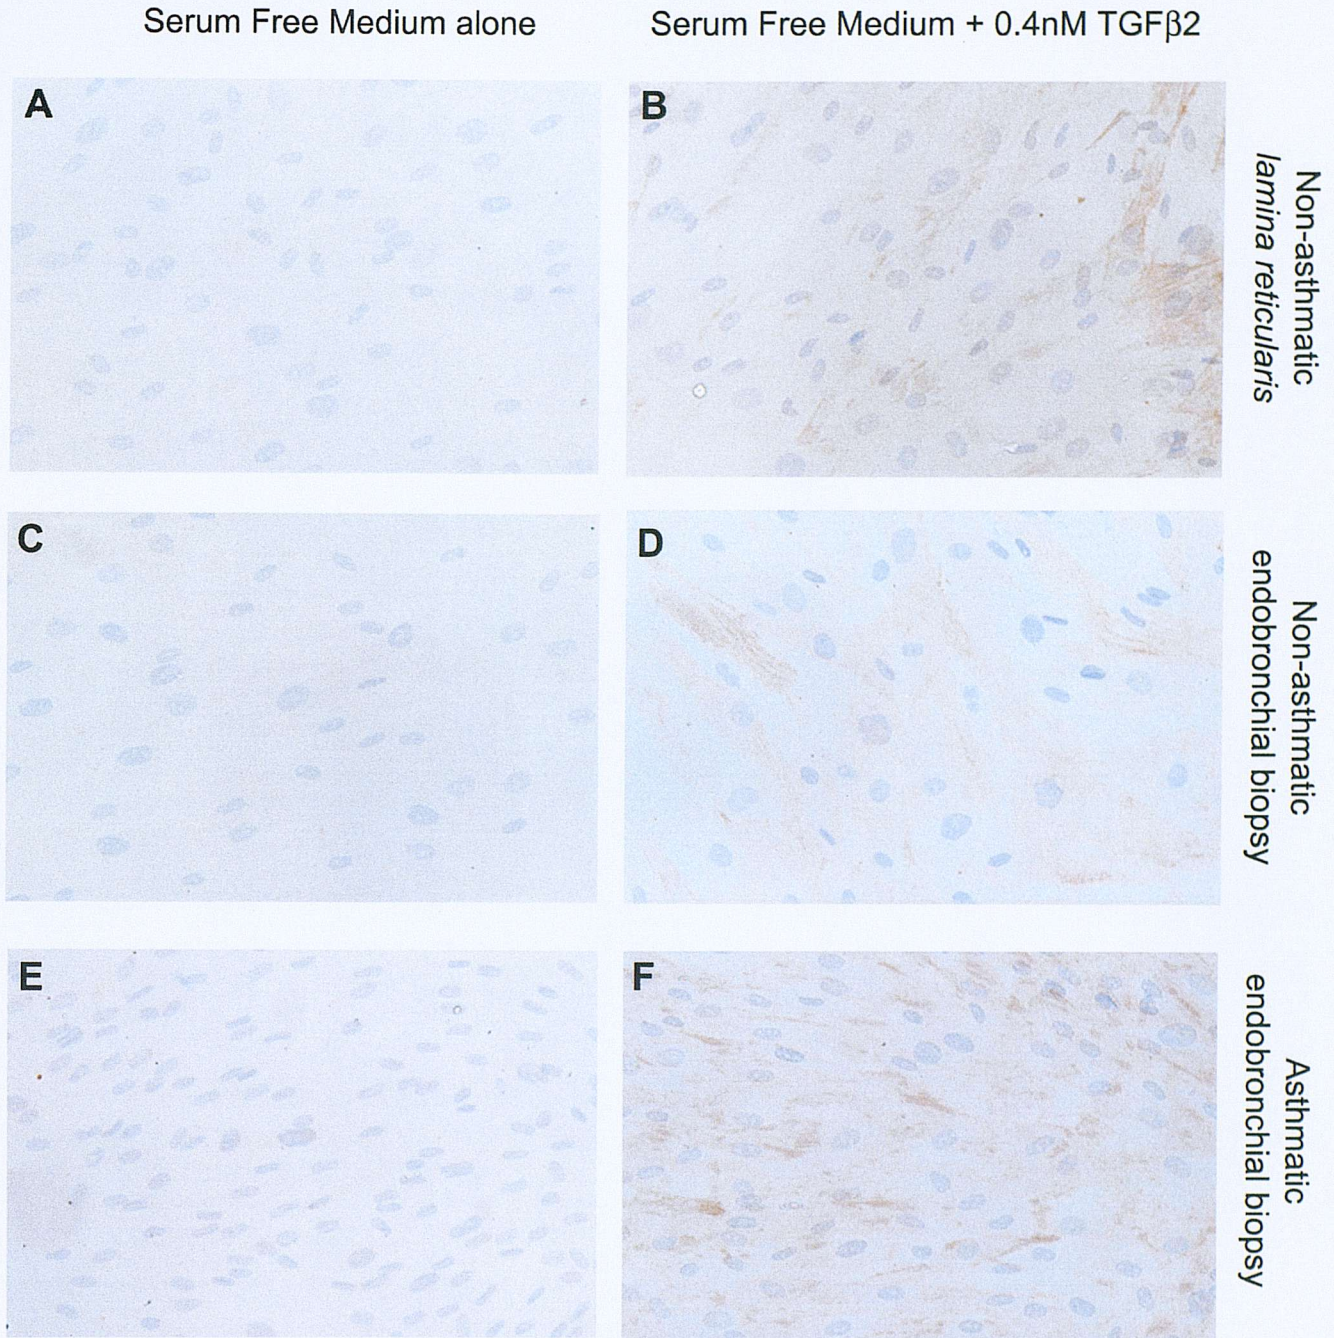 Serum Free Medium alone
Serum Free Medium + 0.4nM TGFβ2
A
B
Non-asthmatic
lamina reticularis
C
D
Non-asthmatic
endobronchial biopsy
E
F
Asthmatic
endobronchial biopsy